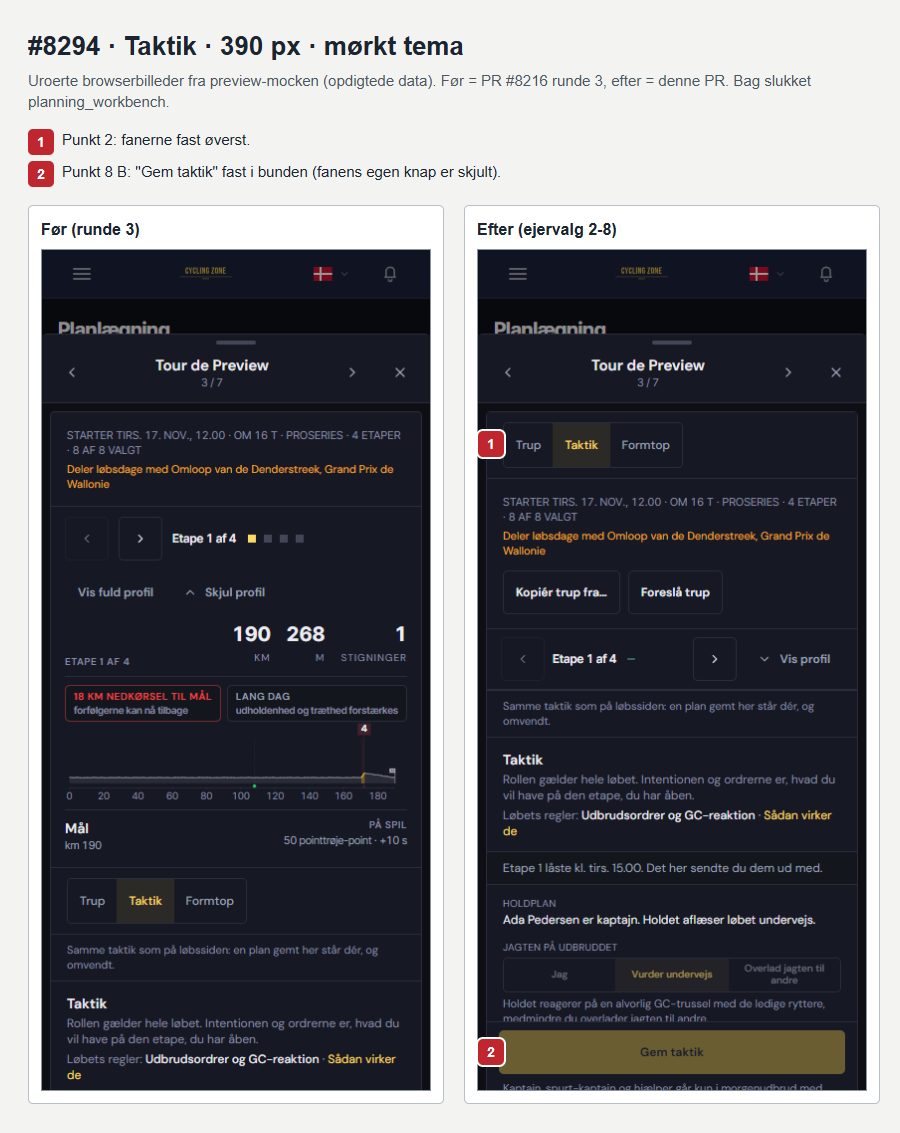 #8294 · Taktik · 390 px · mørkt tema
Uroerte browserbilleder fra preview-mocken (opdigtede data). Før = PR #8216 runde 3, efter = denne PR. Bag slukket
planning_workbench.
1 Punkt 2: fanerne fast øverst.
2 Punkt 8 B: "Gem taktik" fast i bunden (fanens egen knap er skjult).
Før (runde 3)
CYCLING ZONE
Planlægning
Tour de Preview
3 / 7
STARTER TIRS. 17. NOV., 12.00 · OM 16 T · PROSERIES · 4 ETAPER
· 8 AF 8 VALGT
Deler løbsdage med Omloop van de Denderstreek, Grand Prix de
Wallonie
Etape 1 af 4
Vis fuld profil
Skjul profil
190 268 1
ETAPE 1 AF 4 KM M STIGNINGER
18 KM NEDKØRSEL TIL MÅL
forfølgerne kan nå tilbage
LANG DAG
udholdenhed og træthed forstærkes
4
0 20 40 60 80 100 120 140 160 180
Mål
km 190
PÅ SPIL
50 pointtrøje-point · +10 s
Trup Taktik Formtop
Samme taktik som på løbssiden: en plan gemt her står dér, og
omvendt.
Taktik
Rollen gælder hele løbet. Intentionen og ordrerne er, hvad du
vil have på den etape, du har åben.
Løbets regler: Udbrudsordrer og GC-reaktion · Sådan virker
de
Efter (ejervalg 2-8)
CYCLING ZONE
Planlægning
Tour de Preview
3 / 7
1
Trup Taktik Formtop
STARTER TIRS. 17. NOV., 12.00 · OM 16 T · PROSERIES · 4 ETAPER
· 8 AF 8 VALGT
Deler løbsdage med Omloop van de Denderstreek, Grand Prix de
Wallonie
Kopiér trup fra… Foreslå trup
Etape 1 af 4 –
Vis profil
Samme taktik som på løbssiden: en plan gemt her står dér, og
omvendt.
Taktik
Rollen gælder hele løbet. Intentionen og ordrerne er, hvad du
vil have på den etape, du har åben.
Løbets regler: Udbrudsordrer og GC-reaktion · Sådan virker
de
Etape 1 låste kl. tirs. 15.00. Det her sendte du dem ud med.
HOLDPLAN
Ada Pedersen er kaptajn. Holdet aflæser løbet undervejs.
JAGTEN PÅ UDBRUDDET
Jag
Vurder undervejs
Overlad jagten til
andre
Holdet reagerer på en alvorlig GC-trussel med de ledige ryttere,
medmindre du overlader jagten til andre
2
Gem taktik
Kaptajn, spurt-kaptajn og hjælper går kun i morgenudbrud med